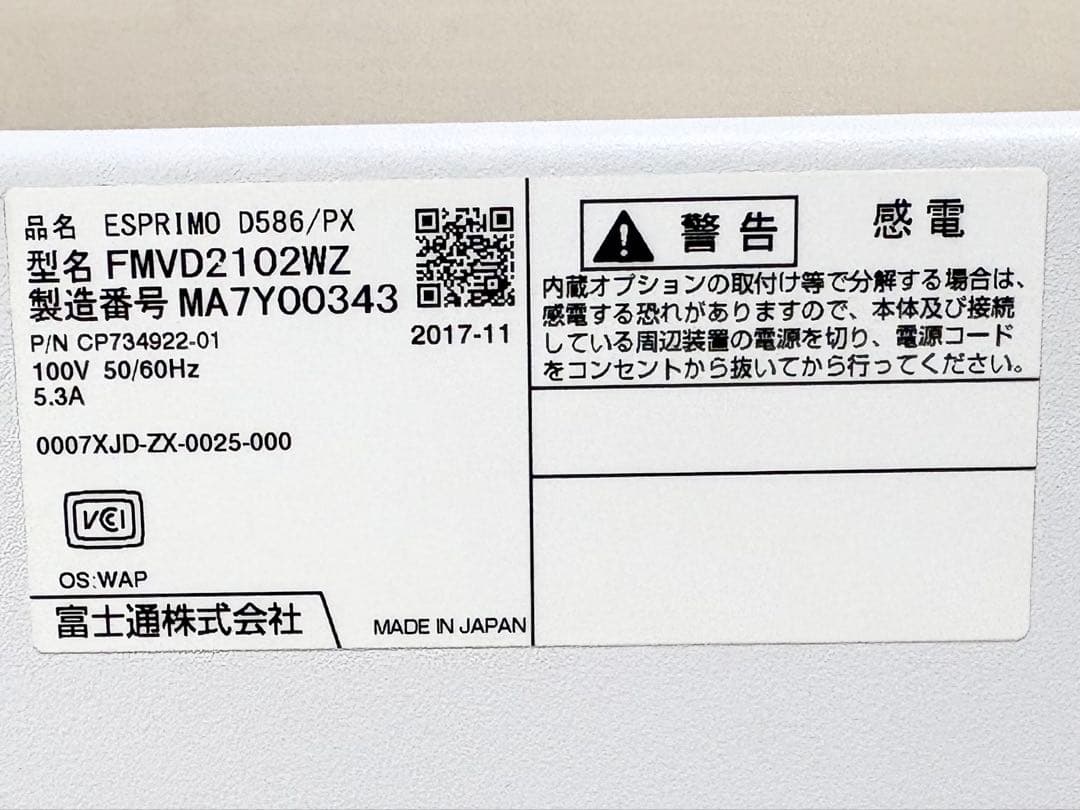 品名 ESPRIMO D586/PX
型名 FMVD2102WZ
製造番号 MA7Y00343
P/N CP734922-01
2017-11
100V 50/60Hz
5.3A
0007XJD-ZX-0025-000
VCCI
OS:WAP
富士通株式会社
MADE IN JAPAN
警告 感電
内蔵オプションの取付け等で分解する場合は、
感電する恐れがありますので、本体及び接続
している周辺装置の電源を切り、電源コード
をコンセントから抜いてから行ってください。